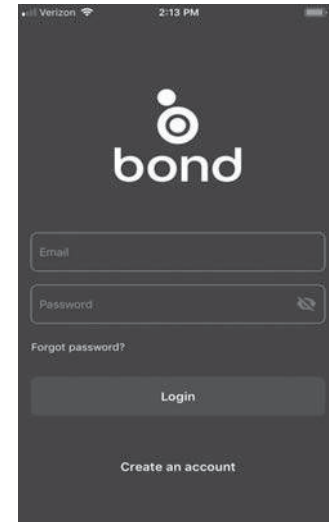 Verizon 2:13 PM
bond
Email
Password
Forgot password?
Login
Create an account